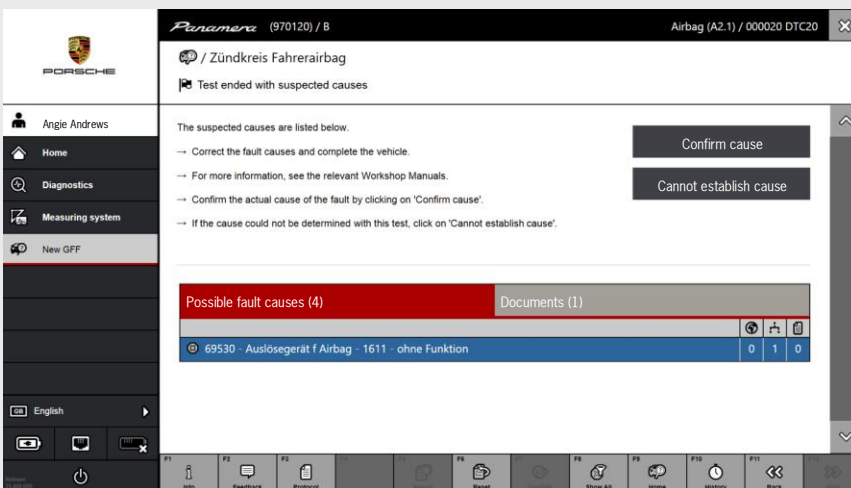 Panamera (970120) / B
Airbag (A2.1) / 000020 DTC20
PORSCHE
/ Zündkreis Fahrerairbag
Test ended with suspected causes
Angie Andrews
Home
Diagnostics
Measuring system
New GFF
English
GB
The suspected causes are listed below.
→ Correct the fault causes and complete the vehicle.
→ For more information, see the relevant Workshop Manuals.
→ Confirm the actual cause of the fault by clicking on 'Confirm cause'.
→ If the cause could not be determined with this test, click on 'Cannot establish cause'.
Confirm cause
Cannot establish cause
Possible fault causes (4)
Documents (1)
69530 - Auslösegerät f Airbag - 1611 - ohne Funktion
0 1 0
F1
Info
F2
Feedback
F3
Protocol
F6
Reset
F8
Show All
F9
Home
F10
History
F11
Back